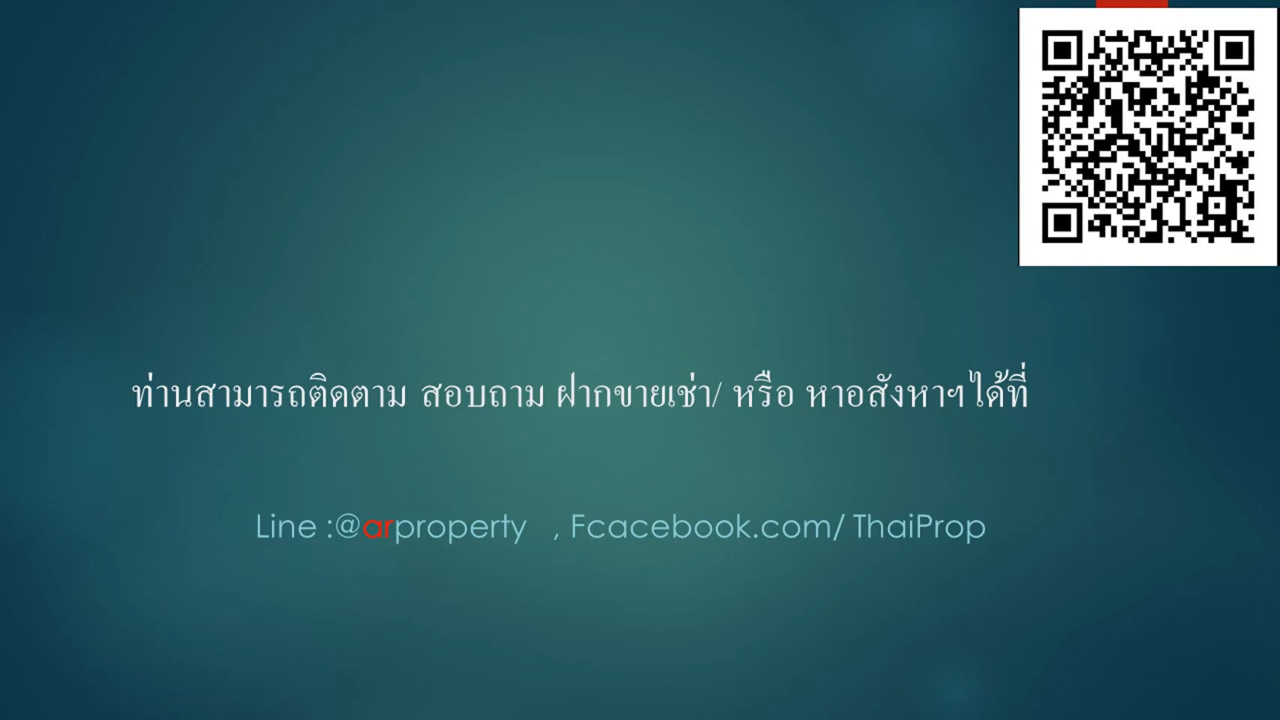 ท่านสามารถติดตาม สอบถาม ฝากขายเช่า/ หรือ หาอสังหาฯได้ที่
Line :@arproperty , Fcacebook.com/ ThaiProp